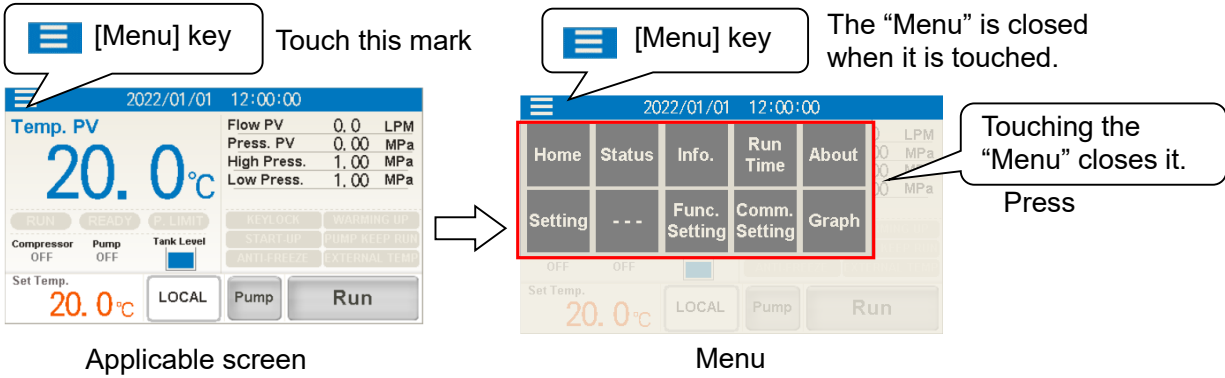 [Menu] key
Touch this mark
2022/01/01 12:00:00
Temp. PV
20. 0℃
Flow PV 0. 0 LPM
Press. PV 0. 00 MPa
High Press. 1. 00 MPa
Low Press. 1. 00 MPa
RUN READY P. LIMIT
KEYLOCK WARMING UP
START-UP PUMP KEEP RUN
ANTI-FREEZE EXTERNAL TEMP
Compressor Pump Tank Level
OFF OFF
Set Temp.
20. 0℃
LOCAL Pump Run
Applicable screen
[Menu] key
The “Menu” is closed
when it is touched.
2022/01/01 12:00:00
Home Status Info. Run Time About
Setting --- Func. Setting Comm. Setting Graph
LPM
MPa
MPa
OFF OFF
Set Temp.
20. 0℃
LOCAL Pump Run
Touching the
“Menu” closes it.
Press
Menu